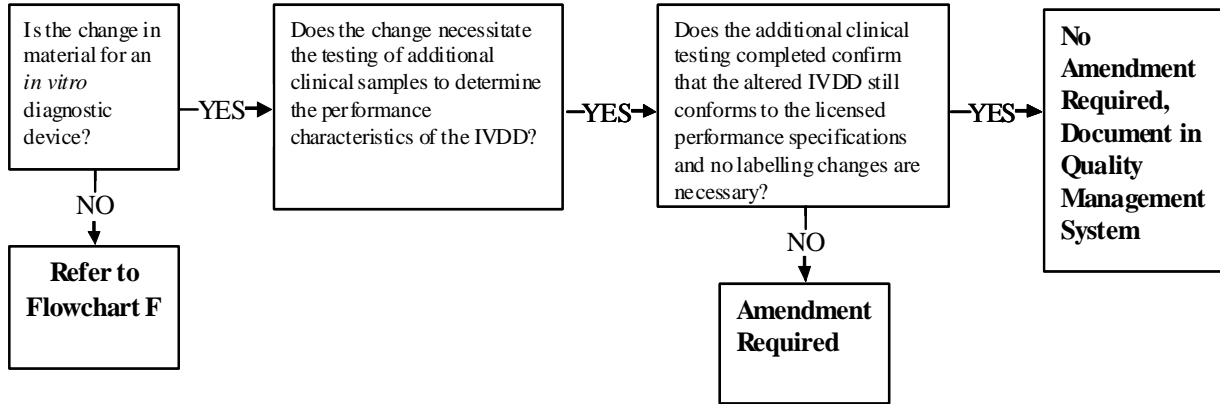 Is the change in
material for an
in vitro
diagnostic
device?
YES
Does the change necessitate
the testing of additional
clinical samples to determine
the performance
characteristics of the IVDD?
YES
Does the additional clinical
testing completed confirm
that the altered IVDD still
conforms to the licensed
performance specifications
and no labelling changes are
necessary?
YES
No
Amendment
Required,
Document in
Quality
Management
System
NO
Refer to
Flowchart F
NO
Amendment
Required